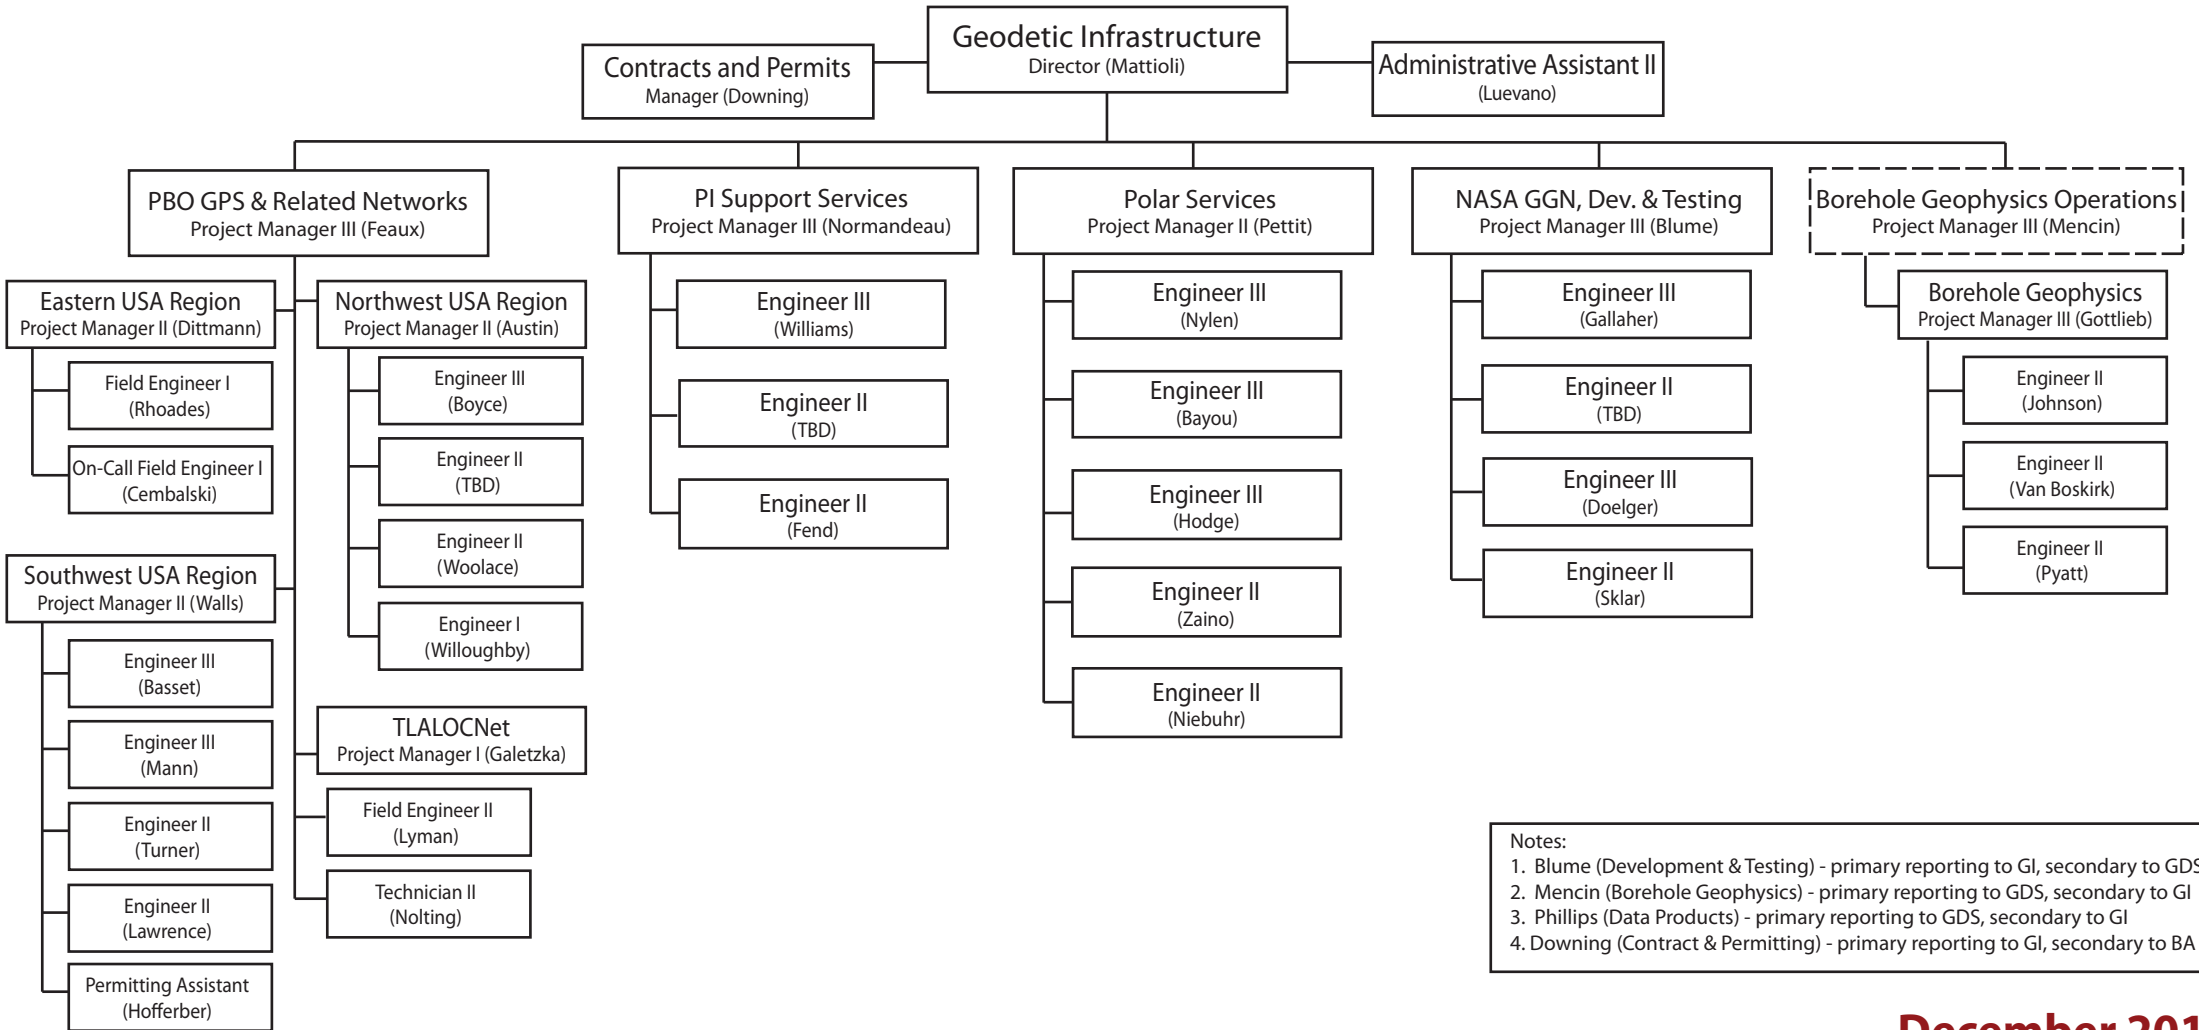 Geodetic Infrastructure
Director (Mattioli)
Contracts and Permits
Manager (Downing)
Administrative Assistant II
(Luevano)
PBO GPS & Related Networks
Project Manager III (Feaux)
Eastern USA Region
Project Manager II (Dittmann)
Field Engineer I
(Rhoades)
On-Call Field Engineer I
(Cembalski)
Southwest USA Region
Project Manager II (Walls)
Engineer III
(Basset)
Engineer III
(Mann)
Engineer II
(Turner)
Engineer II
(Lawrence)
Permitting Assistant
(Hofferber)
Northwest USA Region
Project Manager II (Austin)
Engineer III
(Boyce)
Engineer II
(TBD)
Engineer II
(Woolace)
Engineer I
(Willoughby)
TLALOCNet
Project Manager I (Galetzka)
Field Engineer II
(Lyman)
Technician II
(Nolting)
PI Support Services
Project Manager III (Normandeau)
Engineer III
(Williams)
Engineer II
(TBD)
Engineer II
(Fend)
Polar Services
Project Manager II (Pettit)
Engineer III
(Nylen)
Engineer III
(Bayou)
Engineer III
(Hodge)
Engineer II
(Zaino)
Engineer II
(Niebuhr)
NASA GGN, Dev. & Testing
Project Manager III (Blume)
Engineer III
(Gallaher)
Engineer II
(TBD)
Engineer III
(Doelger)
Engineer II
(Sklar)
Borehole Geophysics Operations
Project Manager III (Mencin)
Borehole Geophysics
Project Manager III (Gottlieb)
Engineer II
(Johnson)
Engineer II
(Van Boskirk)
Engineer II
(Pyatt)
Notes:
1. Blume (Development & Testing) - primary reporting to GI, secondary to GDS
2. Mencin (Borehole Geophysics) - primary reporting to GDS, secondary to GI
3. Phillips (Data Products) - primary reporting to GDS, secondary to GI
4. Downing (Contract & Permitting) - primary reporting to GI, secondary to BA
December 201